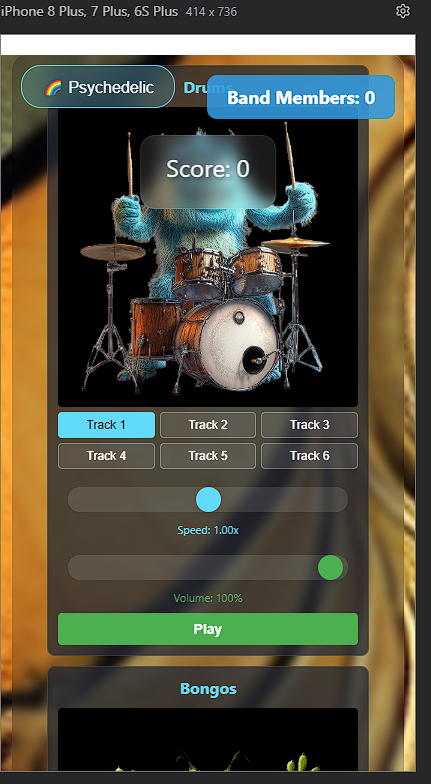 iPhone 8 Plus, 7 Plus, 6S Plus 414 x 736
🌈 Psychedelic
Drums
Band Members: 0
Score: 0
Track 1 Track 2 Track 3
Track 4 Track 5 Track 6
Speed: 1.00x
Volume: 100%
Play
Bongos